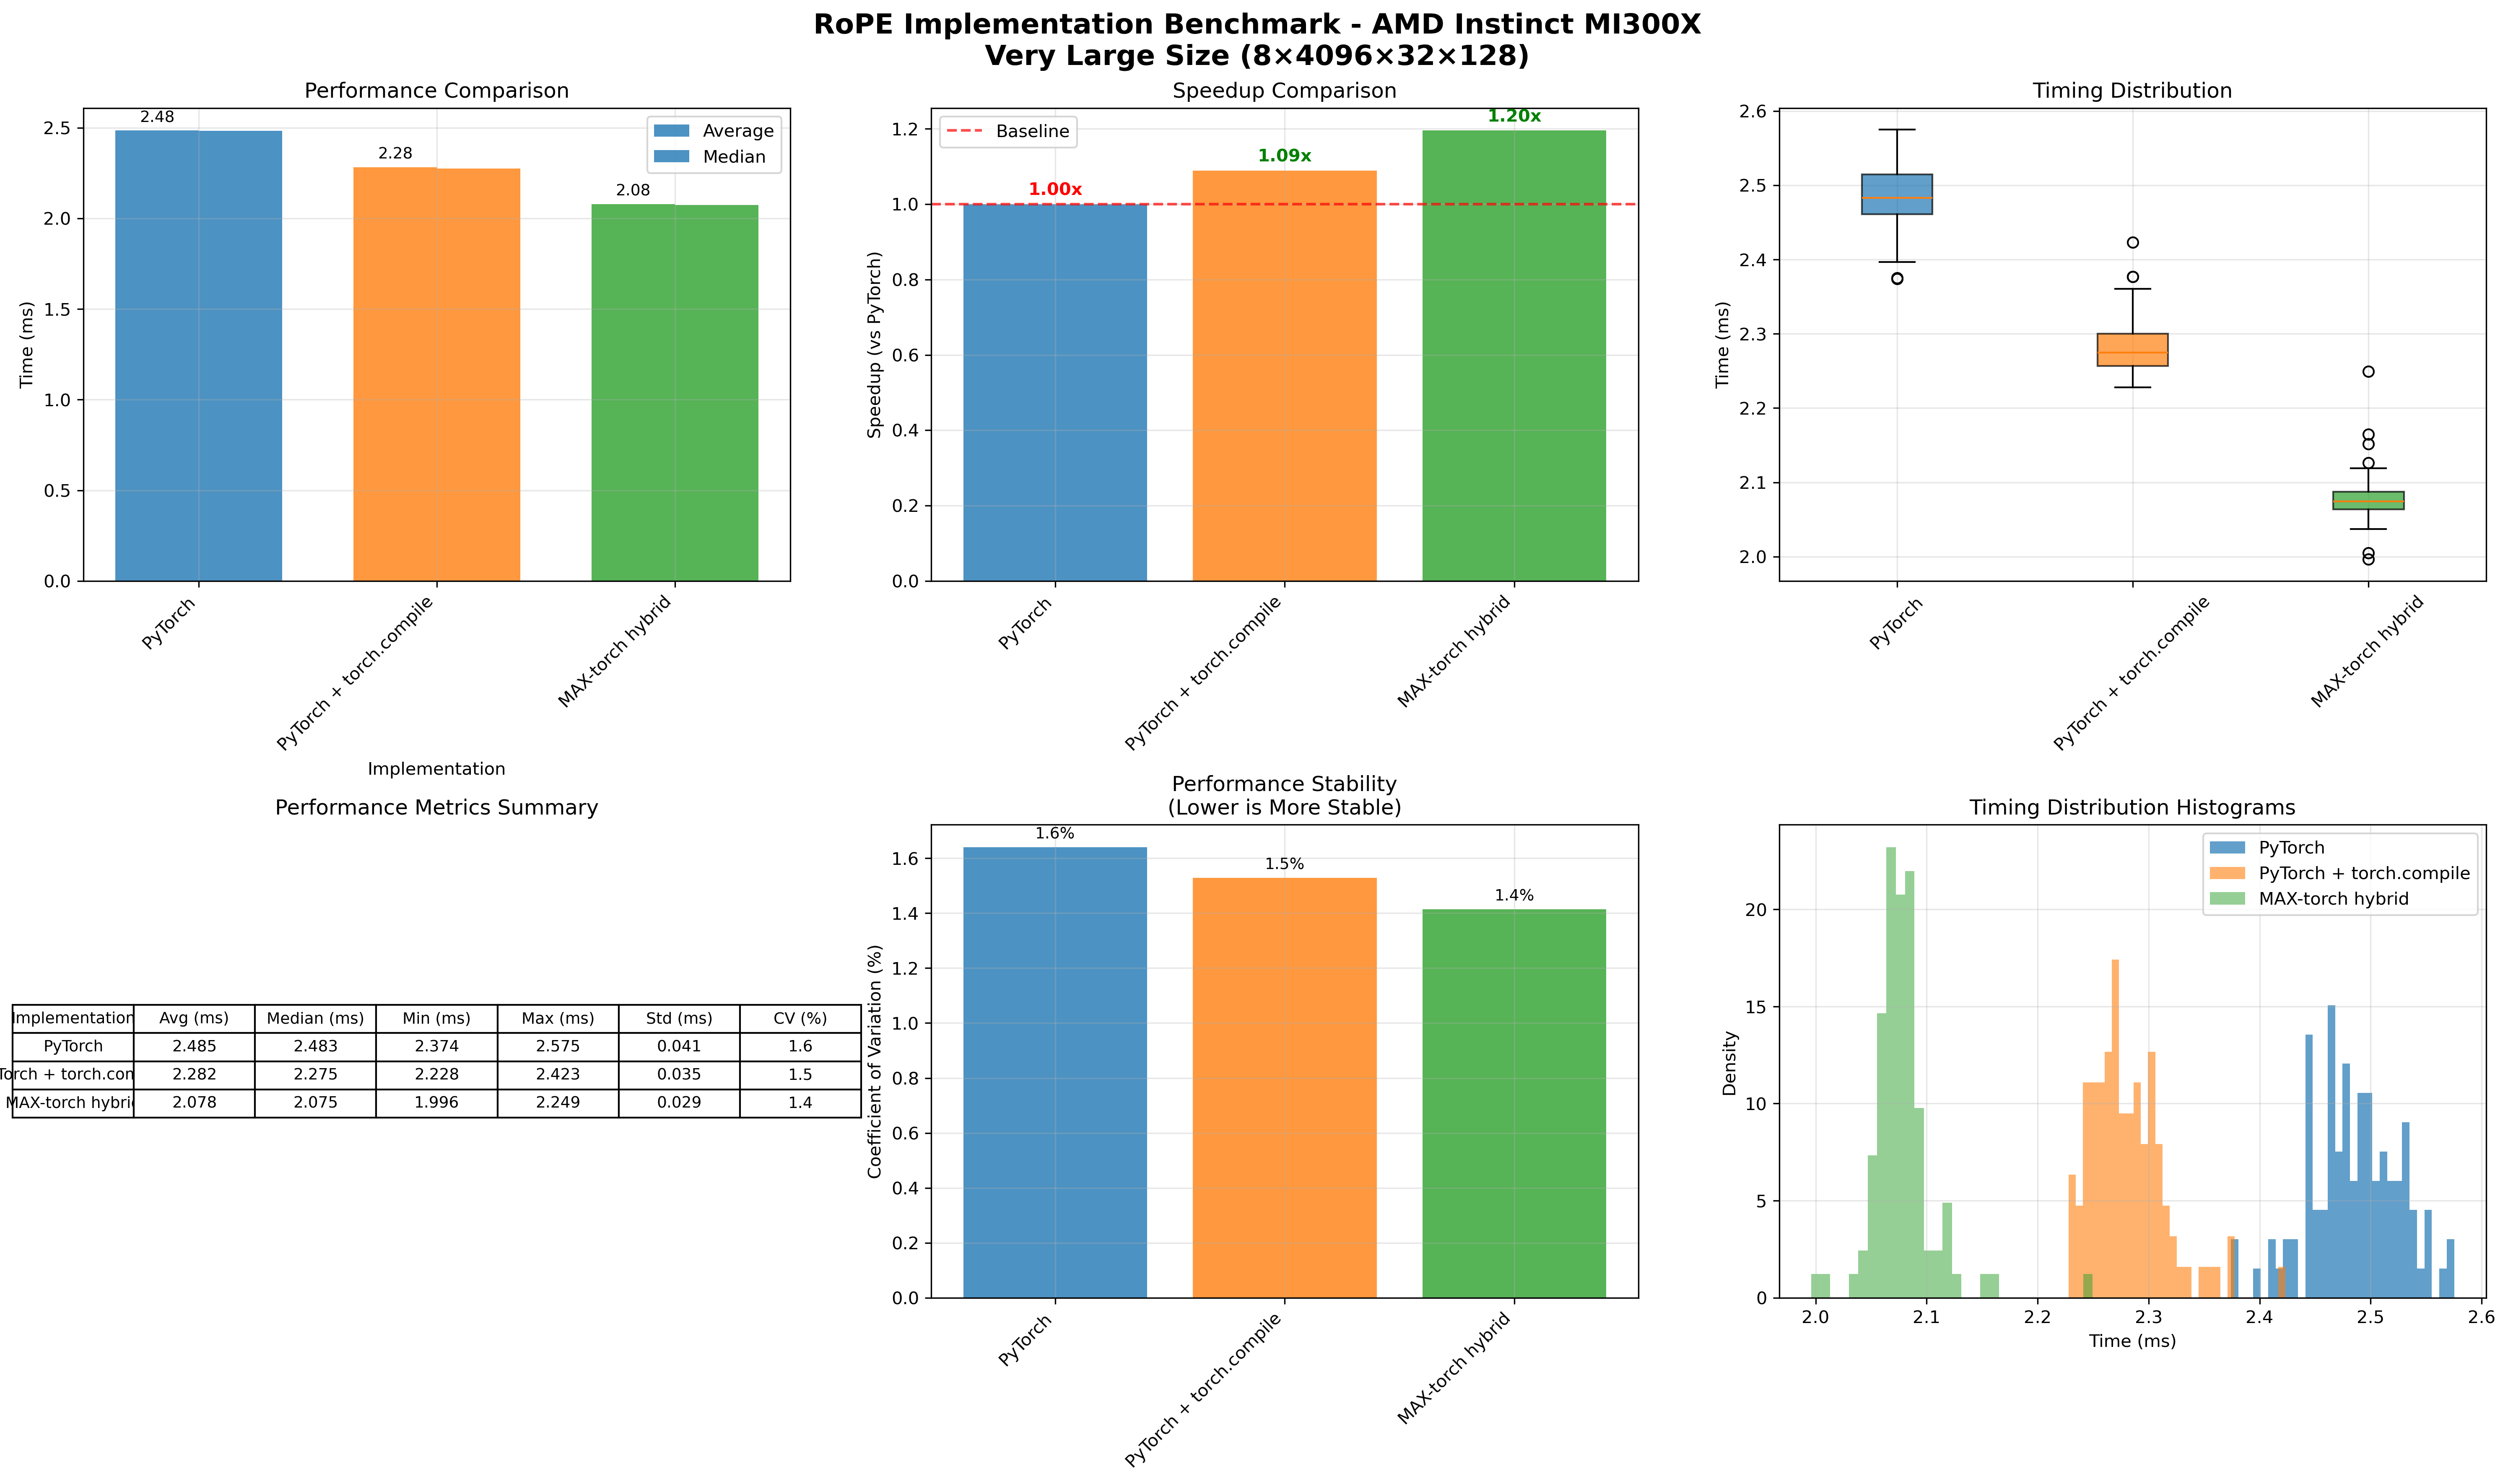 RoPE Implementation Benchmark - AMD Instinct MI300X
Very Large Size (8×4096×32×128)
Performance Comparison
2.48
2.28
2.08
Average
Median
Time (ms)
2.5
2.0
1.5
1.0
0.5
0.0
PyTorch
PyTorch + torch.compile
MAX-torch hybrid
Implementation
Speedup Comparison
Baseline
1.00x
1.09x
1.20x
Speedup (vs PyTorch)
1.2
1.0
0.8
0.6
0.4
0.2
0.0
PyTorch
PyTorch + torch.compile
MAX-torch hybrid
Timing Distribution
Time (ms)
2.6
2.5
2.4
2.3
2.2
2.1
2.0
PyTorch
PyTorch + torch.compile
MAX-torch hybrid
Performance Metrics Summary
Implementation Avg (ms) Median (ms) Min (ms) Max (ms) Std (ms) CV (%)
PyTorch 2.485 2.483 2.374 2.575 0.041 1.6
Torch + torch.con 2.282 2.275 2.228 2.423 0.035 1.5
MAX-torch hybri 2.078 2.075 1.996 2.249 0.029 1.4
Performance Stability
(Lower is More Stable)
1.6%
1.5%
1.4%
Coefficient of Variation (%)
1.6
1.4
1.2
1.0
0.8
0.6
0.4
0.2
0.0
PyTorch
PyTorch + torch.compile
MAX-torch hybrid
Timing Distribution Histograms
PyTorch
PyTorch + torch.compile
MAX-torch hybrid
Density
20
15
10
5
0
2.0 2.1 2.2 2.3 2.4 2.5 2.6
Time (ms)